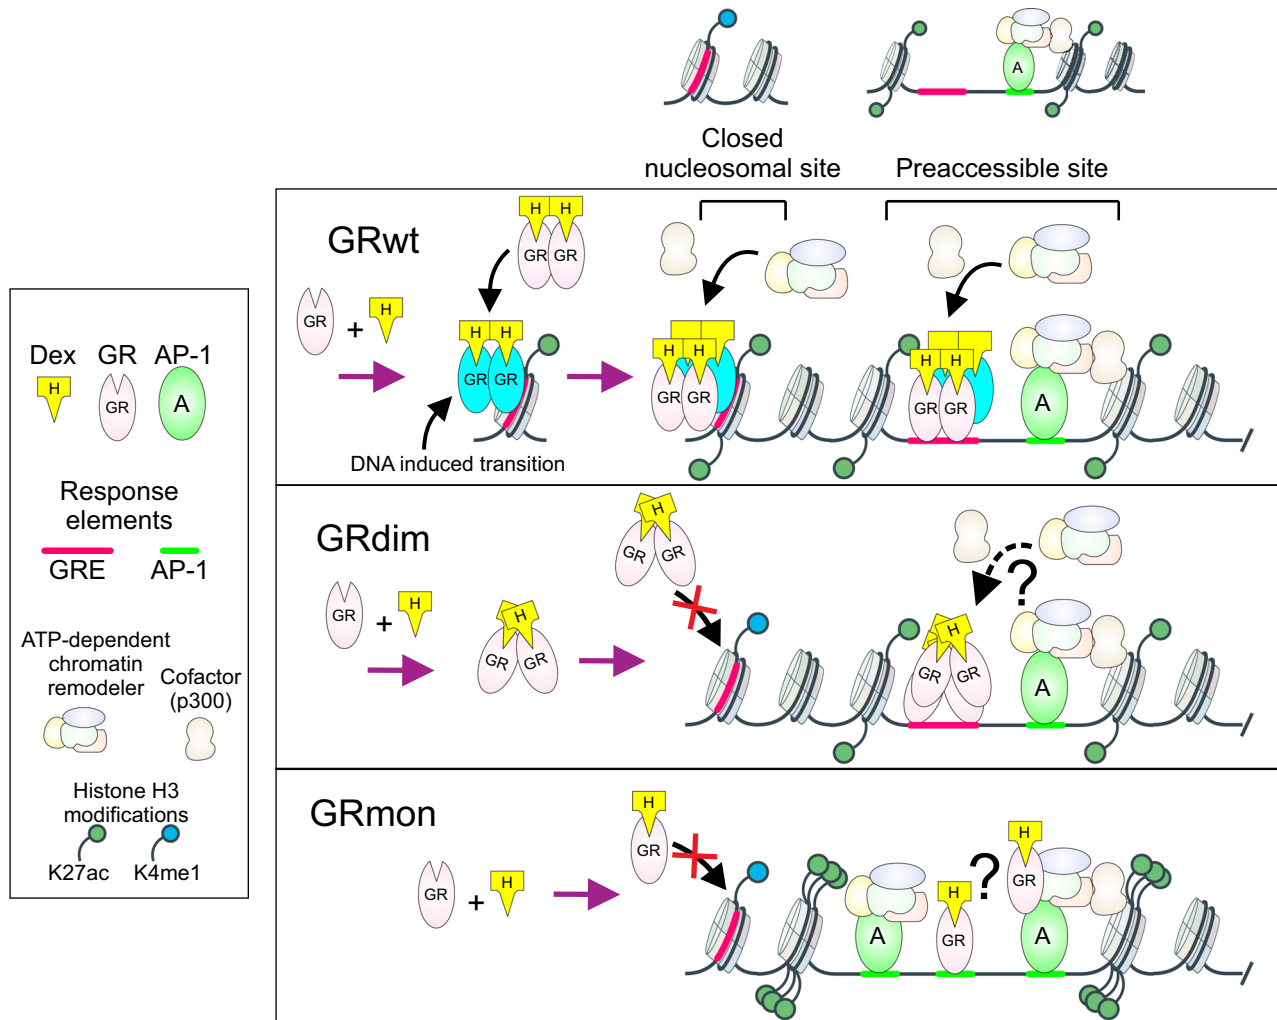 A
Closed
nucleosomal site
Preaccessible site
GRwt
H H
GR GR
GR + H
H H
GR GR
DNA induced transition
H H
GR GR
H H
GR GR
A
Dex GR AP-1
H GR A
Response
elements
GRE AP-1
ATP-dependent
chromatin
remodeler
Cofactor
(p300)
Histone H3
modifications
K27ac K4me1
GRdim
H
GR GR
GR + H
H
GR GR
?
H
GR
A
GRmon
H
GR
GR + H
A
H
GR
?
H
GR
A